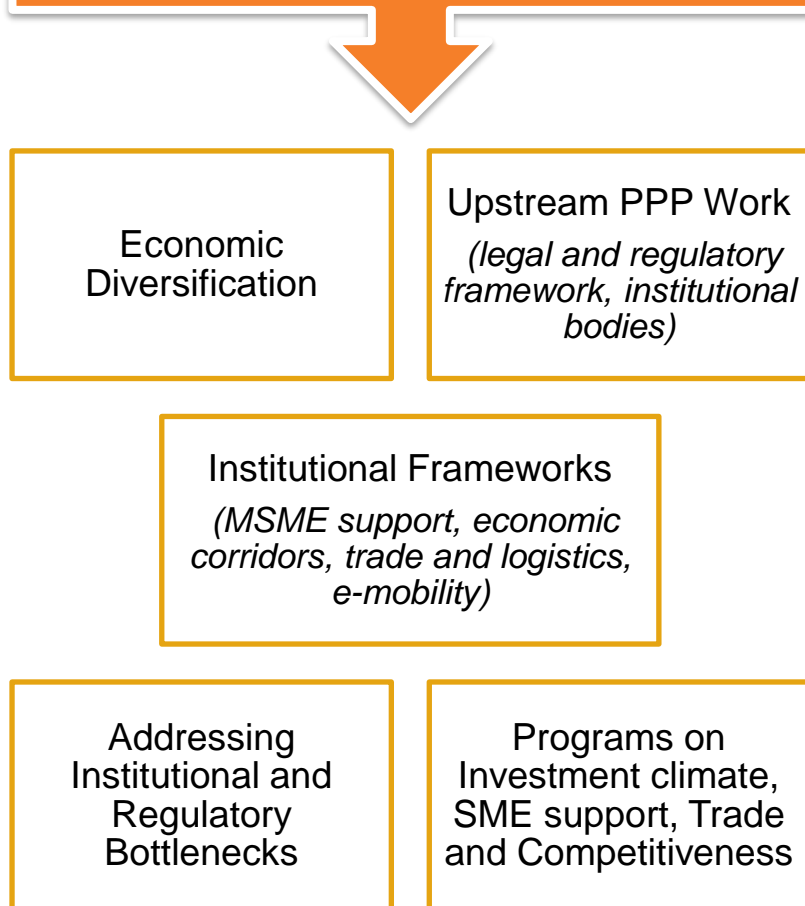 Economic
Diversification
Upstream PPP Work
(legal and regulatory
framework, institutional
bodies)
Institutional Frameworks
(MSME support, economic
corridors, trade and logistics,
e-mobility)
Addressing
Institutional and
Regulatory
Bottlenecks
Programs on
Investment climate,
SME support, Trade
and Competitiveness